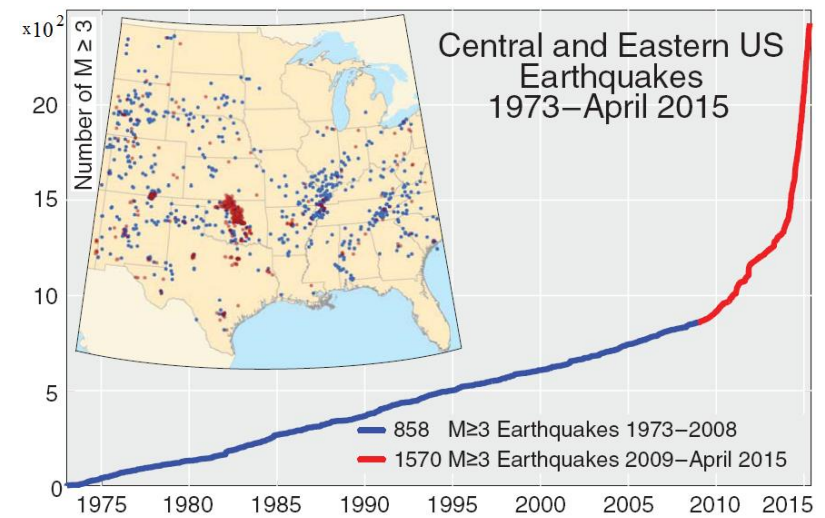 x10²
Number of M ≥ 3
Central and Eastern US
Earthquakes
1973–April 2015
20
15
10
5
0
858 M≥3 Earthquakes 1973–2008
1570 M≥3 Earthquakes 2009–April 2015
1975 1980 1985 1990 1995 2000 2005 2010 2015